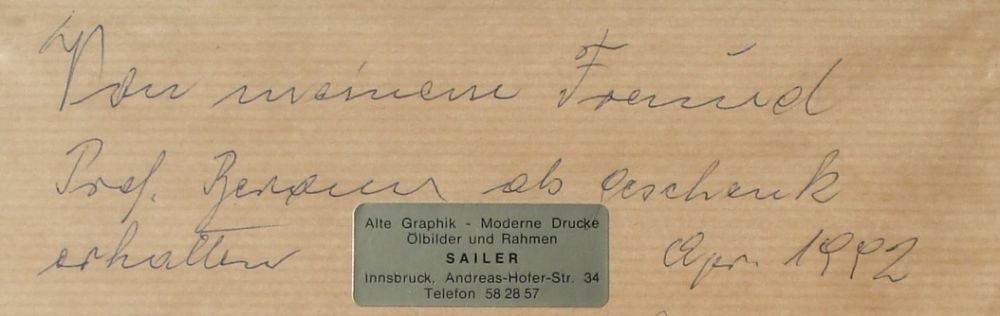 Von meinem Freund
Prof. Berann als Geschenk
erhalten Apr. 1992
Alte Graphik - Moderne Drucke
Ölbilder und Rahmen
SAILER
Innsbruck, Andreas-Hofer-Str. 34
Telefon 58 28 57